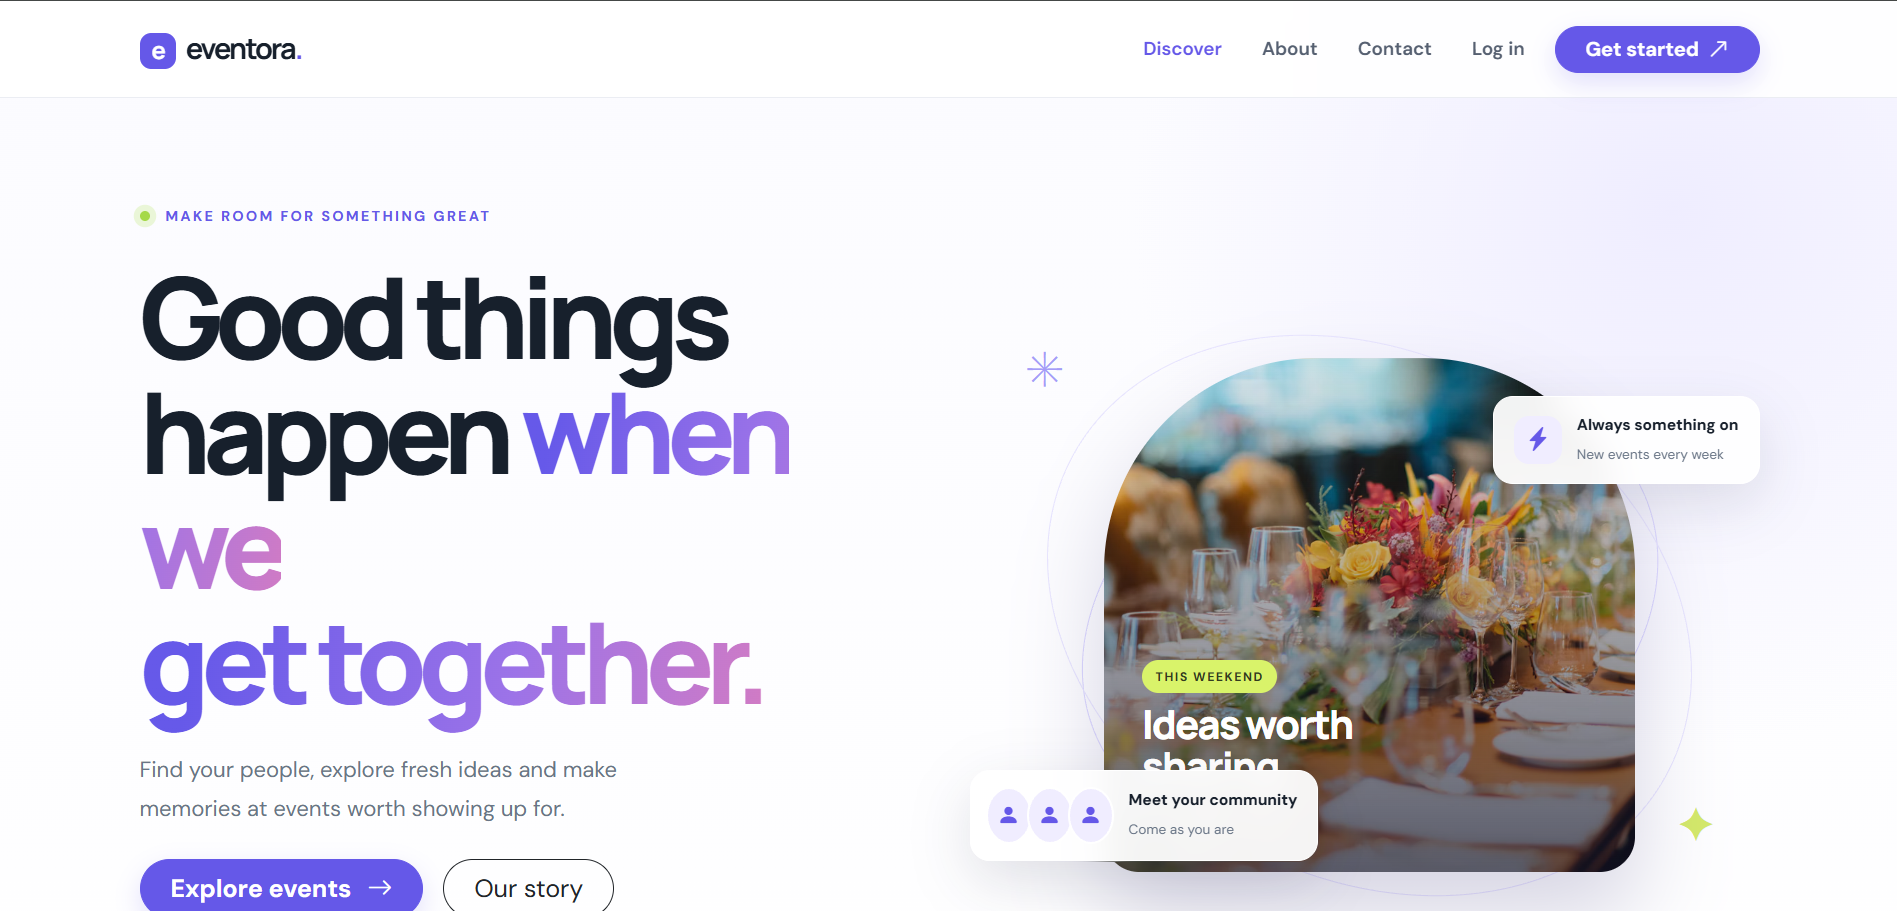 e eventora.
Discover About Contact Log in Get started
MAKE ROOM FOR SOMETHING GREAT
Good things
happen when
we
get together.
Find your people, explore fresh ideas and make
memories at events worth showing up for.
Explore events
Our story
Always something on
New events every week
THIS WEEKEND
Ideas worth
sharing
Meet your community
Come as you are